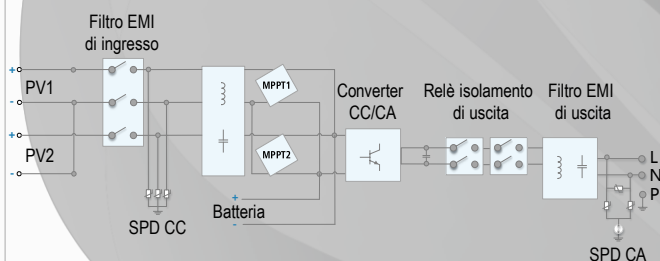 Filtro EMI
di ingresso
+
PV1
-
+
PV2
-
MPPT1
MPPT2
SPD CC
+
Batteria
-
Converter
CC/CA
Relè isolamento
di uscita
Filtro EMI
di uscita
L
N
P
SPD CA